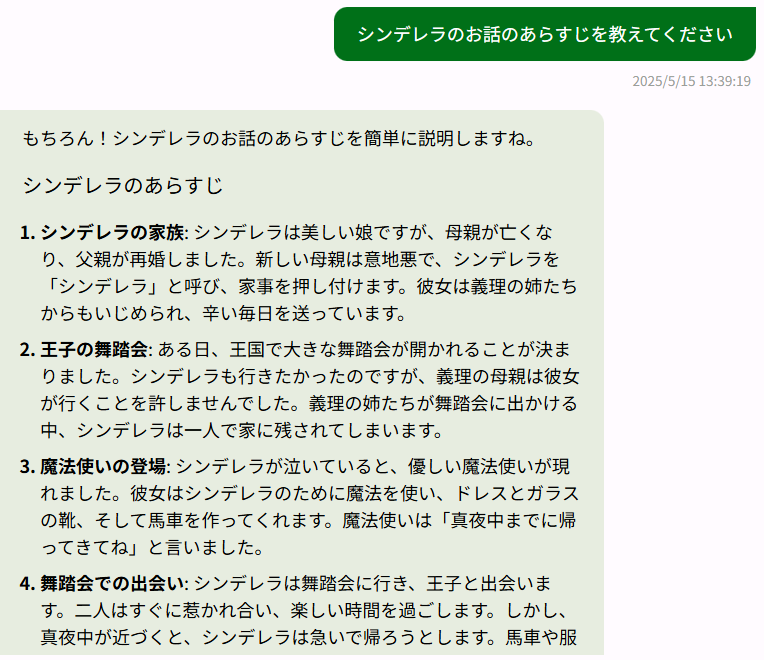 シンデレラのお話のあらすじを教えてください
2025/5/15 13:39:19
もちろん！シンデレラのお話のあらすじを簡単に説明しますね。
シンデレラのあらすじ
1. シンデレラの家族: シンデレラは美しい娘ですが、母親が亡くな
り、父親が再婚しました。新しい母親は意地悪で、シンデレラを
「シンデレラ」と呼び、家事を押し付けます。彼女は義理の姉たち
からもいじめられ、辛い毎日を送っています。
2. 王子の舞踏会: ある日、王国で大きな舞踏会が開かれることが決ま
りました。シンデレラも行きたかったのですが、義理の母親は彼女
が行くことを許しませんでした。義理の姉たちが舞踏会に出かける
中、シンデレラは一人で家に残されてしまいます。
3. 魔法使いの登場: シンデレラが泣いていると、優しい魔法使いが現
れました。彼女はシンデレラのために魔法を使い、ドレスとガラス
の靴、そして馬車を作ってくれます。魔法使いは「真夜中までに帰
ってきてね」と言いました。
4. 舞踏会での出会い: シンデレラは舞踏会に行き、王子と出会いま
す。二人はすぐに惹かれ合い、楽しい時間を過ごします。しかし、
真夜中が近づくと、シンデレラは急いで帰ろうとします。馬車や服